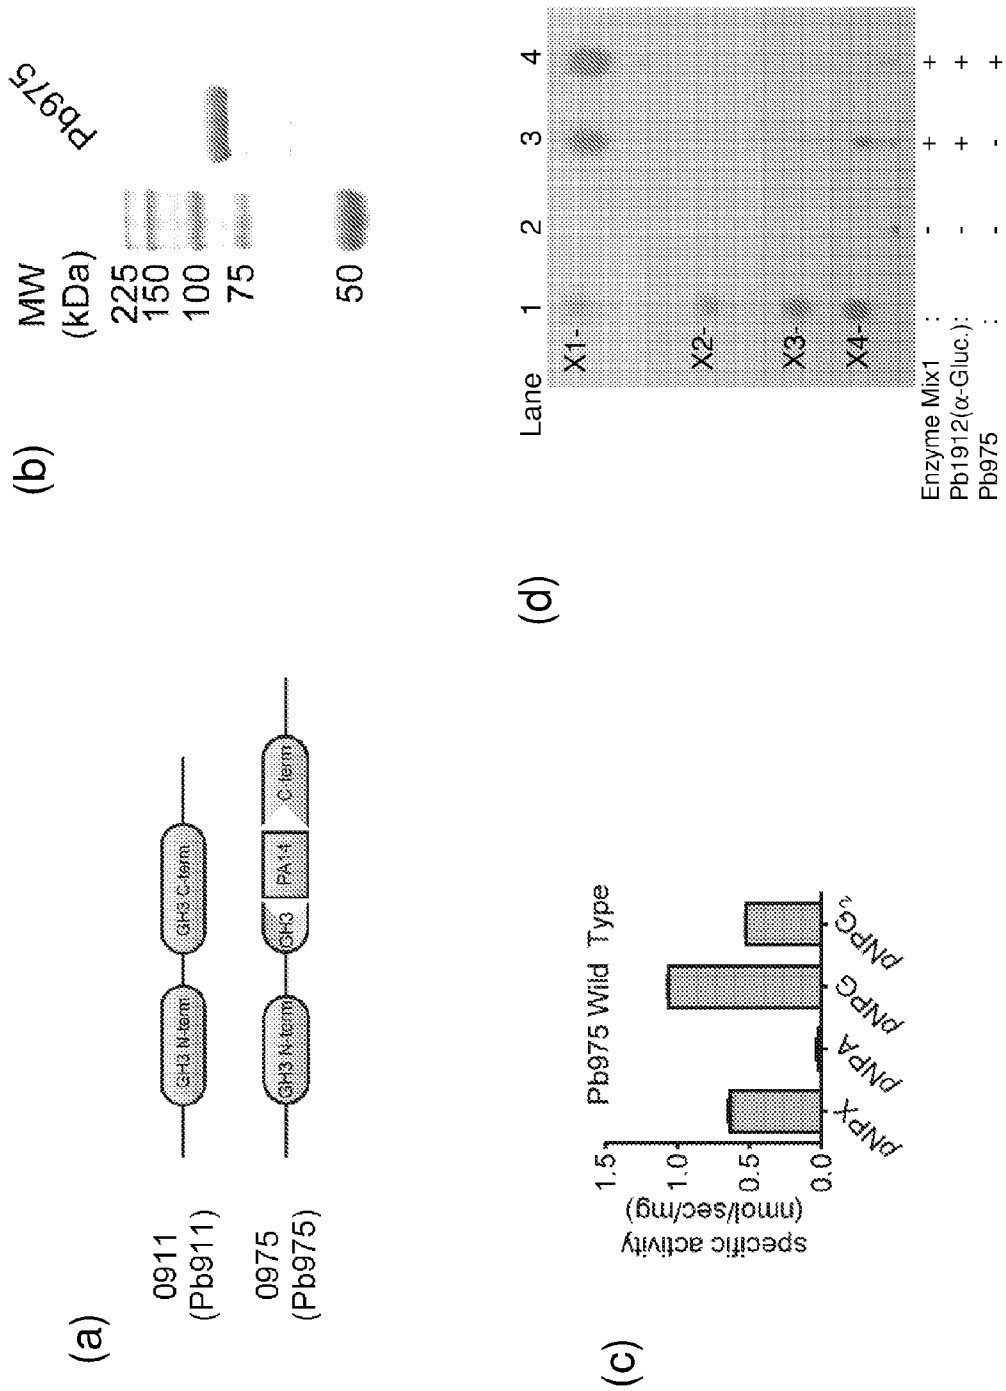 (a)
0911
(Pb911)
GH3 N-term
GH3 C-term
0975
(Pb975)
GH3 N-term
GH3
PA14
C-term
(b)
MW
(kDa)
Pb975
225
150
100
75
50
(c)
Pb975 Wild Type
specific activity
(nmol/sec/mg)
1.5
1.0
0.5
0.0
pNPX
pNPA
pNPG
pNPG2
(d)
Lane 1 2 3 4
X1-
X2-
X3-
X4-
Enzyme Mix1 : - + +
Pb1912(α-Gluc.): - + +
Pb975 : - - +